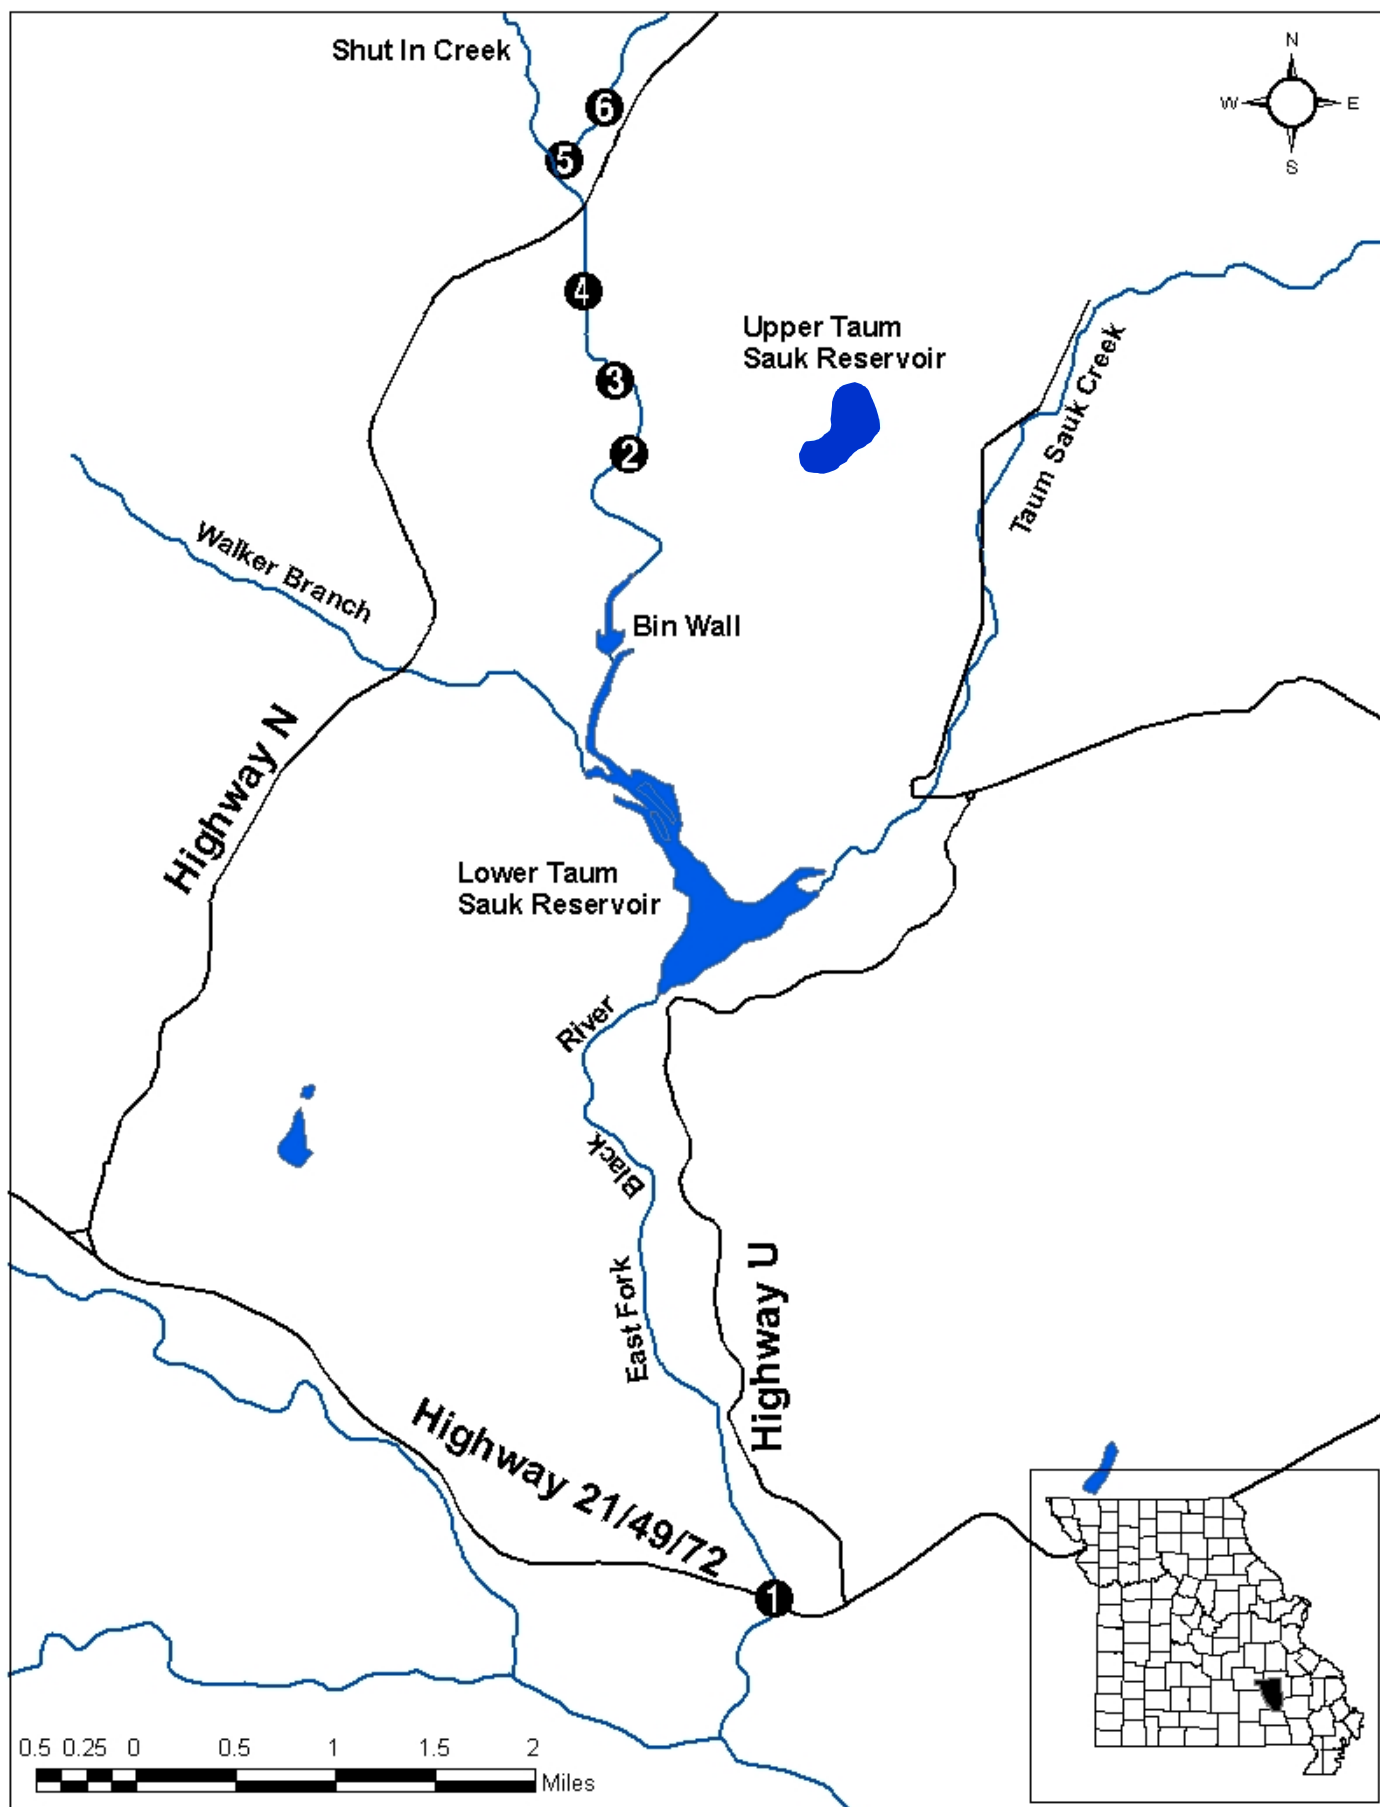 Shut In Creek
N
W
E
S
6
5
4
Upper Taum
Sauk Reservoir
Taum Sauk Creek
3
2
Walker Branch
Bin Wall
Highway N
Lower Taum
Sauk Reservoir
River
Black
East Fork
Highway U
Highway 21/49/72
1
0.5 0.25 0 0.5 1 1.5 2
Miles